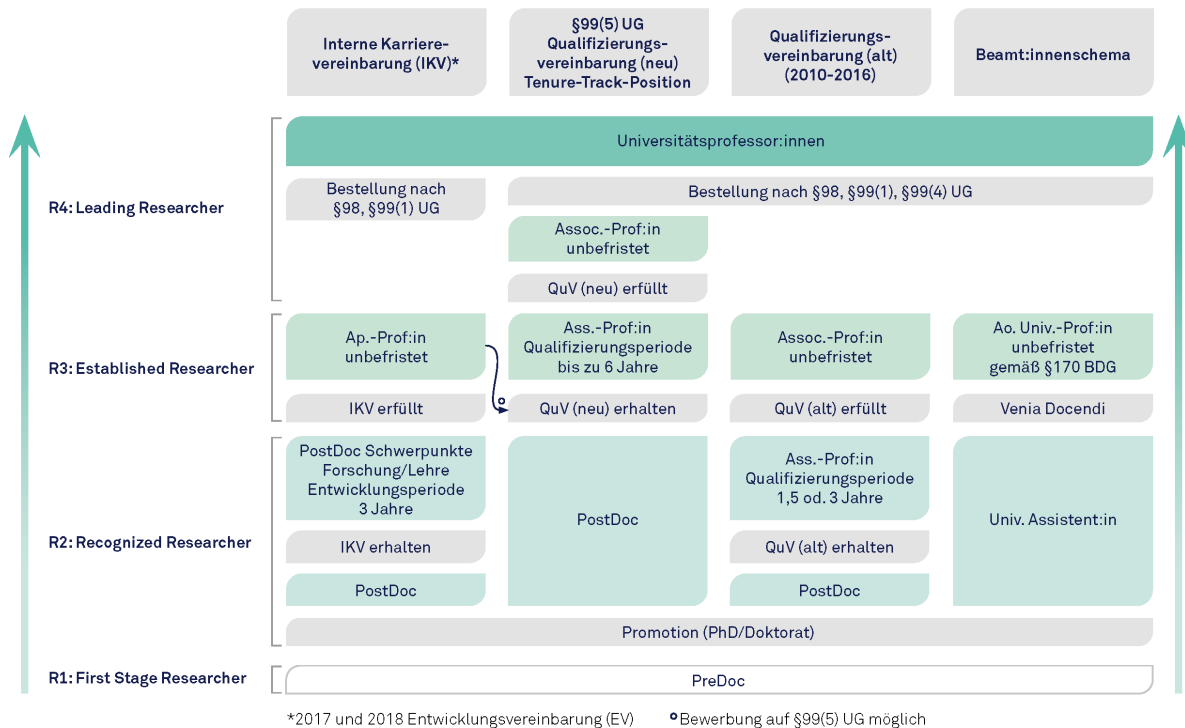 Interne Karriere-
vereinbarung (IKV)*
§99(5) UG
Qualifizierungs-
vereinbarung (neu)
Tenure-Track-Position
Qualifizierungs-
vereinbarung (alt)
(2010-2016)
Beamt:innenschema
Universitätsprofessor:innen
R4: Leading Researcher
Bestellung nach
§98, §99(1) UG
Bestellung nach §98, §99(1), §99(4) UG
Assoc.-Prof:in
unbefristet
QuV (neu) erfüllt
R3: Established Researcher
Ap.-Prof:in
unbefristet
Ass.-Prof:in
Qualifizierungsperiode
bis zu 6 Jahre
Assoc.-Prof:in
unbefristet
Ao. Univ.-Prof:in
unbefristet
gemäß §170 BDG
IKV erfüllt
QuV (neu) erhalten
QuV (alt) erfüllt
Venia Docendi
R2: Recognized Researcher
PostDoc Schwerpunkte
Forschung/Lehre
Entwicklungsperiode
3 Jahre
PostDoc
Ass.-Prof:in
Qualifizierungsperiode
1,5 od. 3 Jahre
Univ. Assistent:in
IKV erhalten
QuV (alt) erhalten
PostDoc
PostDoc
Promotion (PhD/Doktorat)
R1: First Stage Researcher
PreDoc
*2017 und 2018 Entwicklungsvereinbarung (EV)
Bewerbung auf §99(5) UG möglich